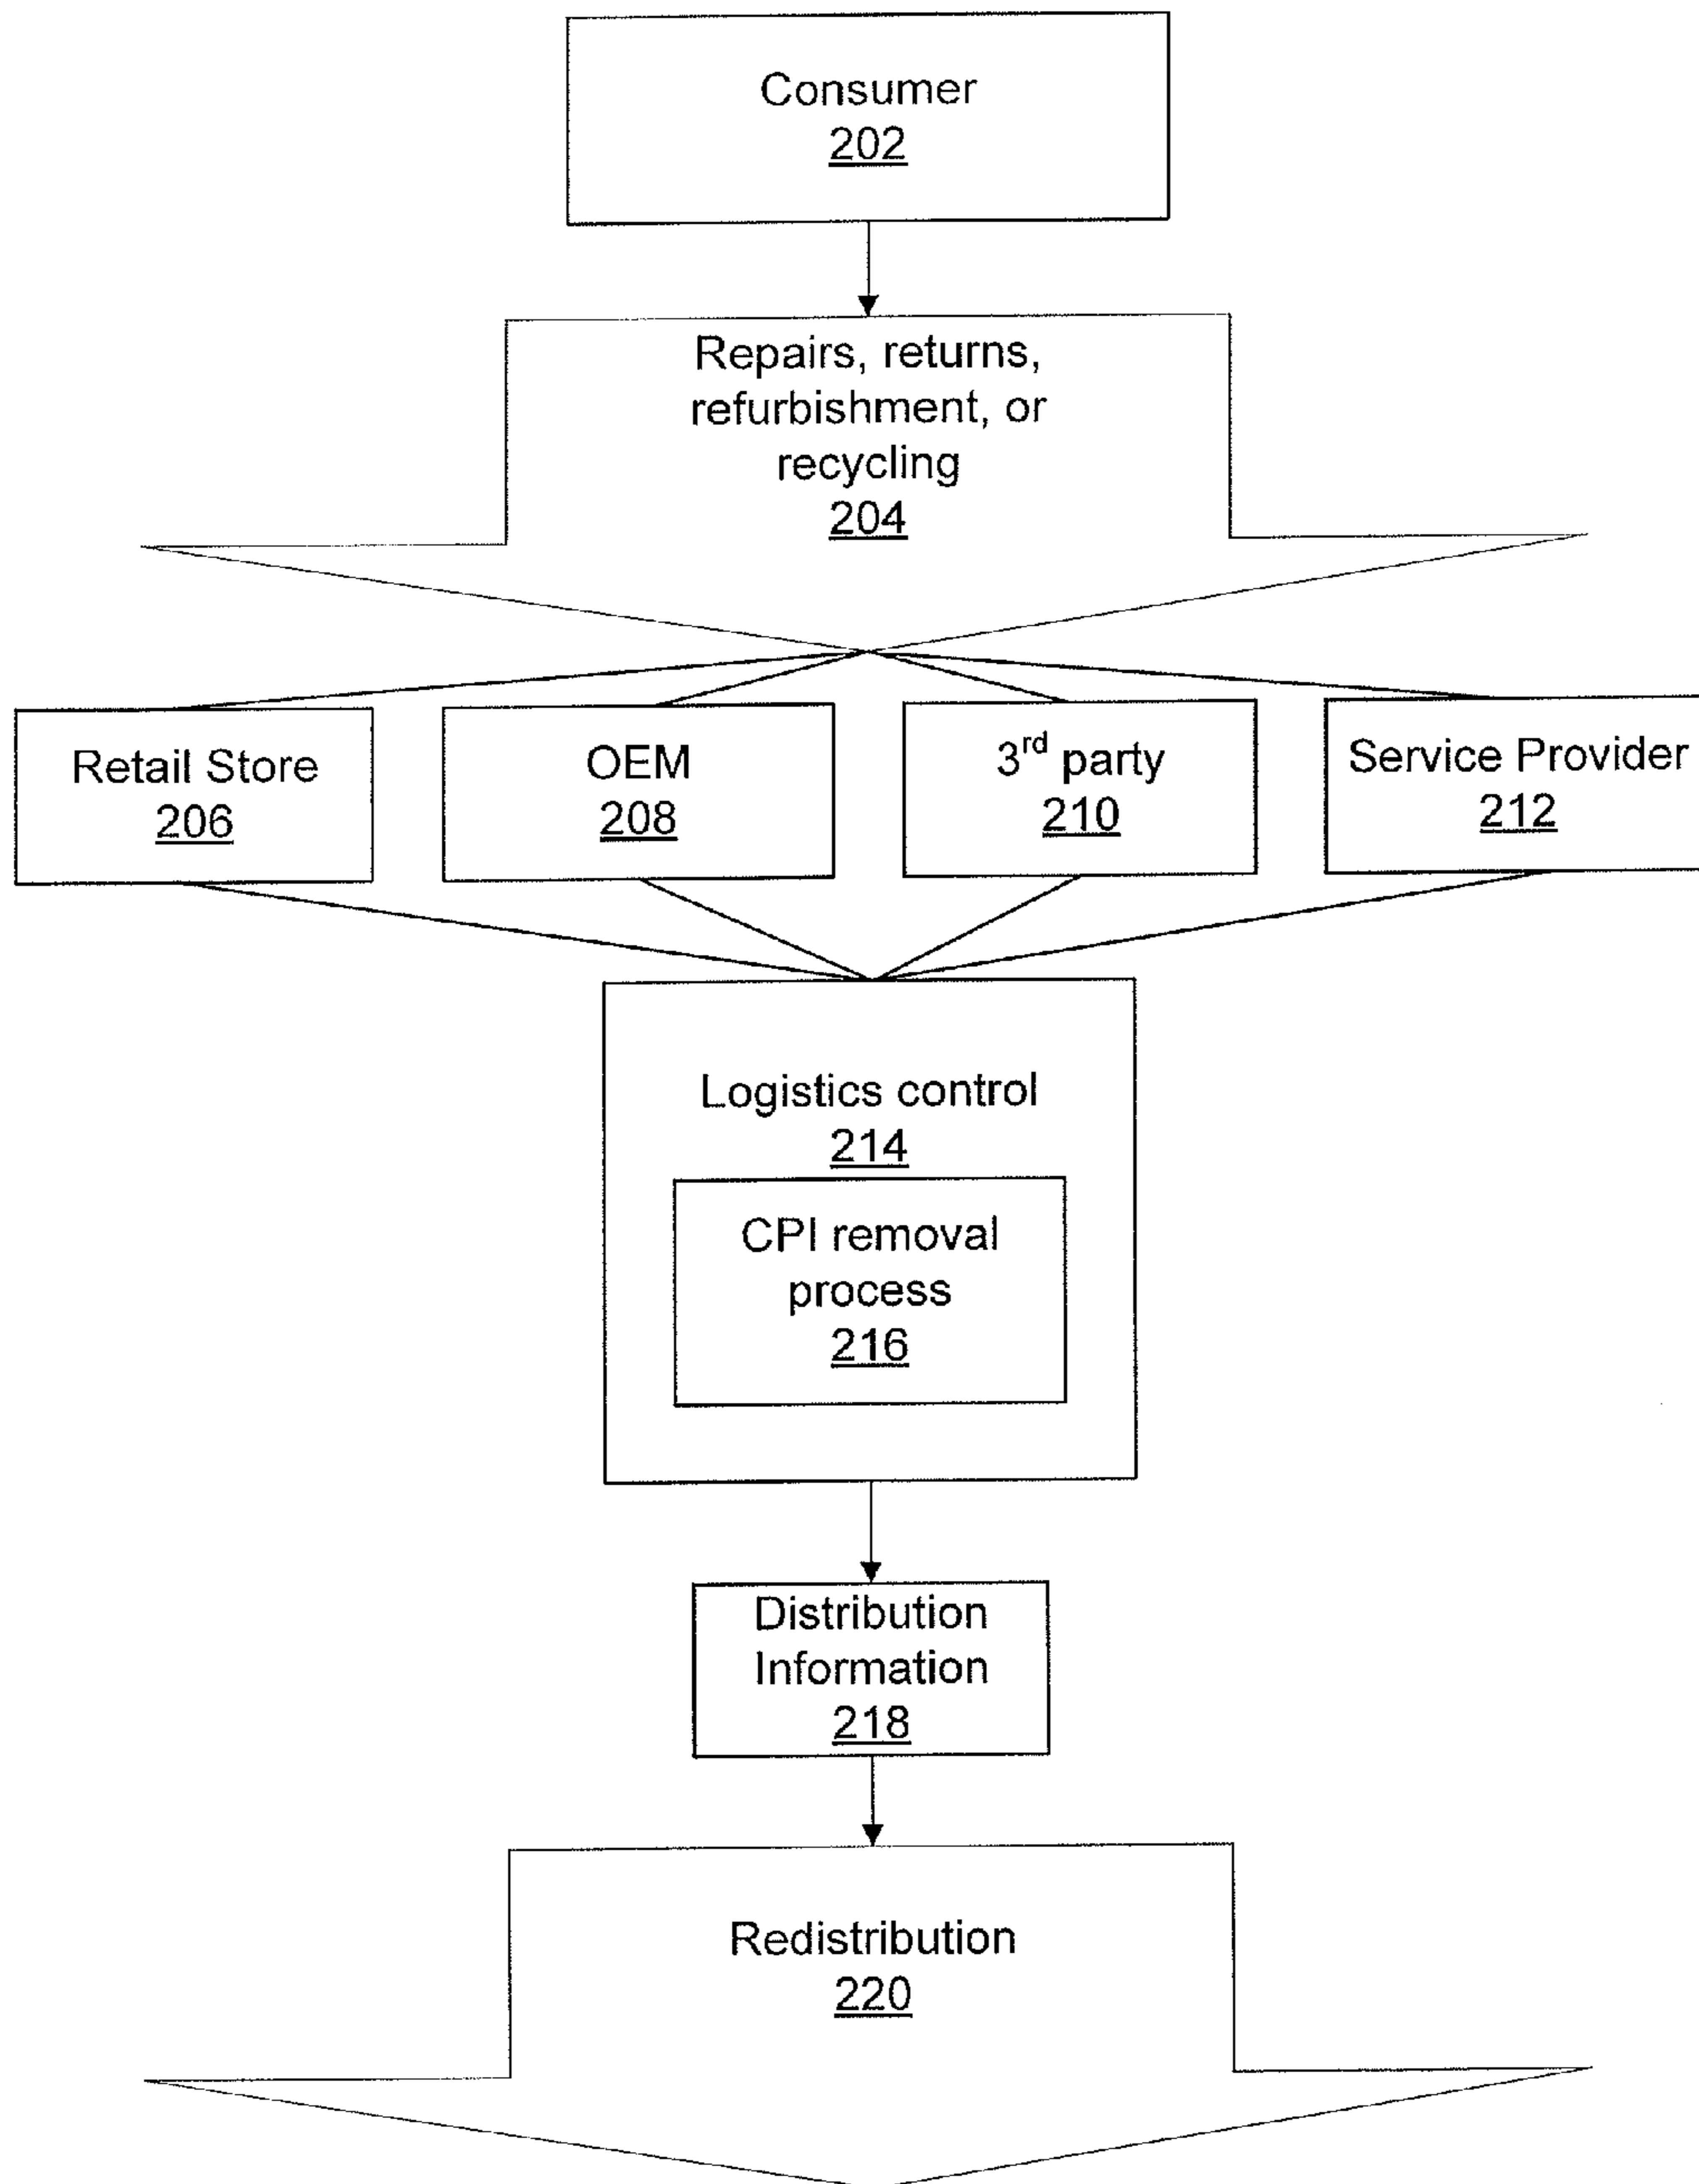 Consumer
202
Repairs, returns,
refurbishment, or
recycling
204
Retail Store
206
OEM
208
3rd party
210
Service Provider
212
Logistics control
214
CPI removal
process
216
Distribution
Information
218
Redistribution
220